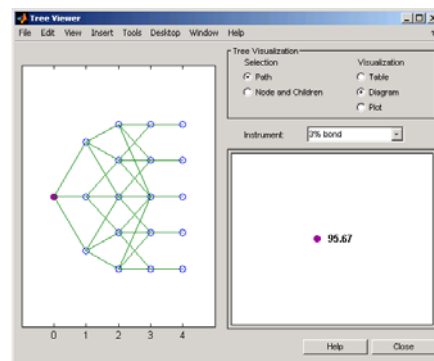 Tree Viewer
File Edit View Insert Tools Desktop Window Help
Tree Visualization
Selection Visualization
Path Table
Node and Children Diagram
Plot
Instrument: 3% bond
95.67
0 1 2 3 4
Help Close